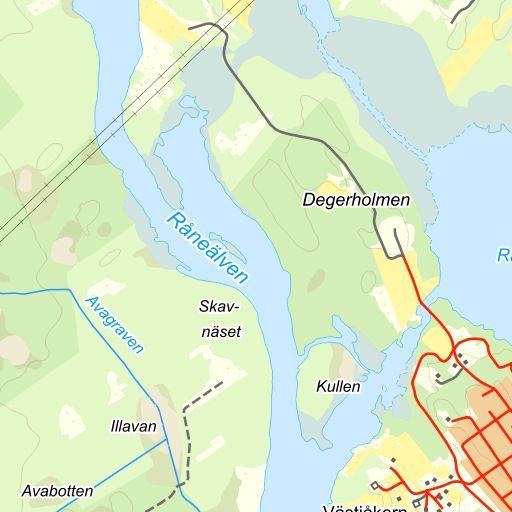 Degerholmen
Råneälven
Avagraven
Skav-
näset
Kullen
Illavan
Avabotten